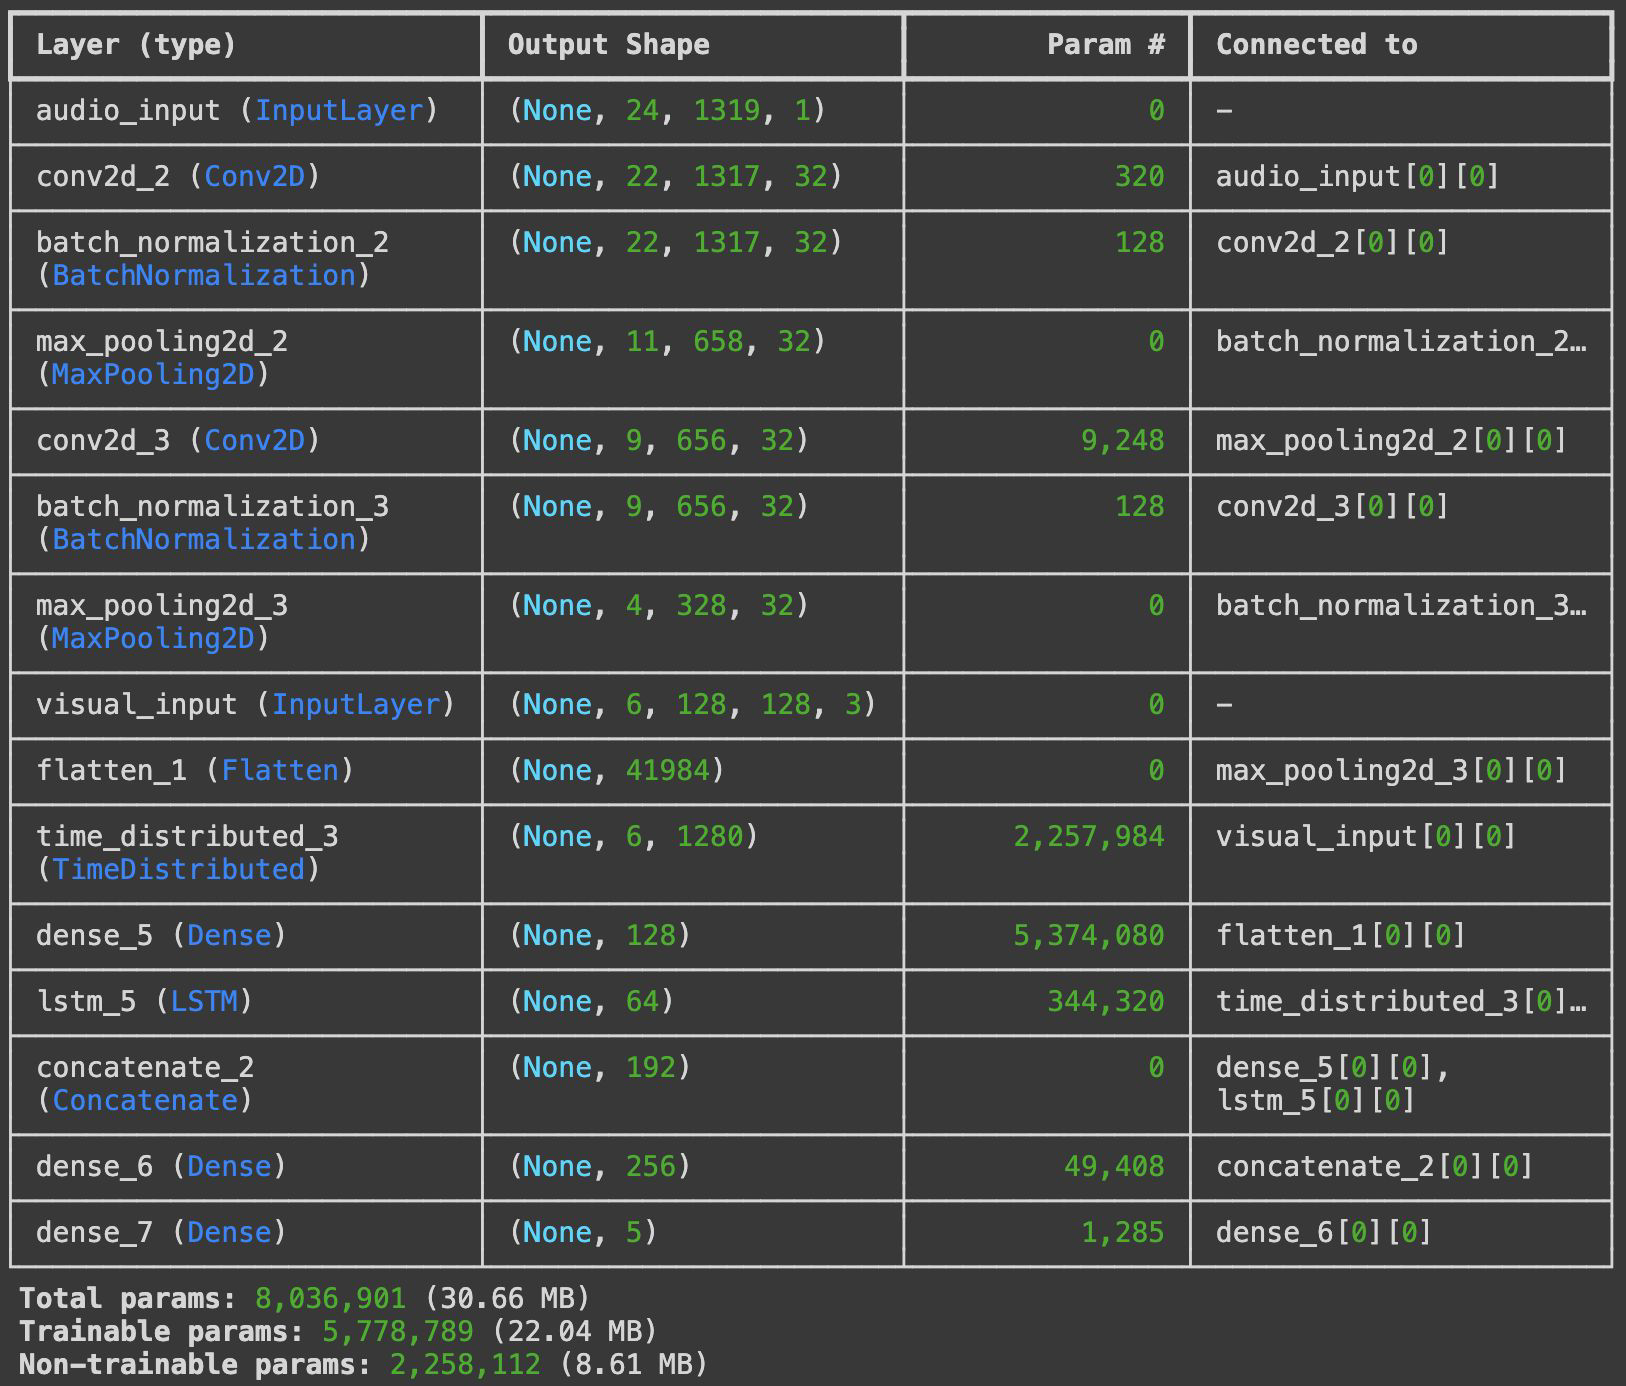 Layer (type) Output Shape Param # Connected to
audio_input (InputLayer) (None, 24, 1319, 1) 0 –
conv2d_2 (Conv2D) (None, 22, 1317, 32) 320 audio_input[0][0]
batch_normalization_2 (None, 22, 1317, 32) 128 conv2d_2[0][0]
(BatchNormalization)
max_pooling2d_2 (None, 11, 658, 32) 0 batch_normalization_2…
(MaxPooling2D)
conv2d_3 (Conv2D) (None, 9, 656, 32) 9,248 max_pooling2d_2[0][0]
batch_normalization_3 (None, 9, 656, 32) 128 conv2d_3[0][0]
(BatchNormalization)
max_pooling2d_3 (None, 4, 328, 32) 0 batch_normalization_3…
(MaxPooling2D)
visual_input (InputLayer) (None, 6, 128, 128, 3) 0 –
flatten_1 (Flatten) (None, 41984) 0 max_pooling2d_3[0][0]
time_distributed_3 (None, 6, 1280) 2,257,984 visual_input[0][0]
(TimeDistributed)
dense_5 (Dense) (None, 128) 5,374,080 flatten_1[0][0]
lstm_5 (LSTM) (None, 64) 344,320 time_distributed_3[0]…
concatenate_2 (None, 192) 0 dense_5[0][0],
(Concatenate) lstm_5[0][0]
dense_6 (Dense) (None, 256) 49,408 concatenate_2[0][0]
dense_7 (Dense) (None, 5) 1,285 dense_6[0][0]
Total params: 8,036,901 (30.66 MB)
Trainable params: 5,778,789 (22.04 MB)
Non-trainable params: 2,258,112 (8.61 MB)